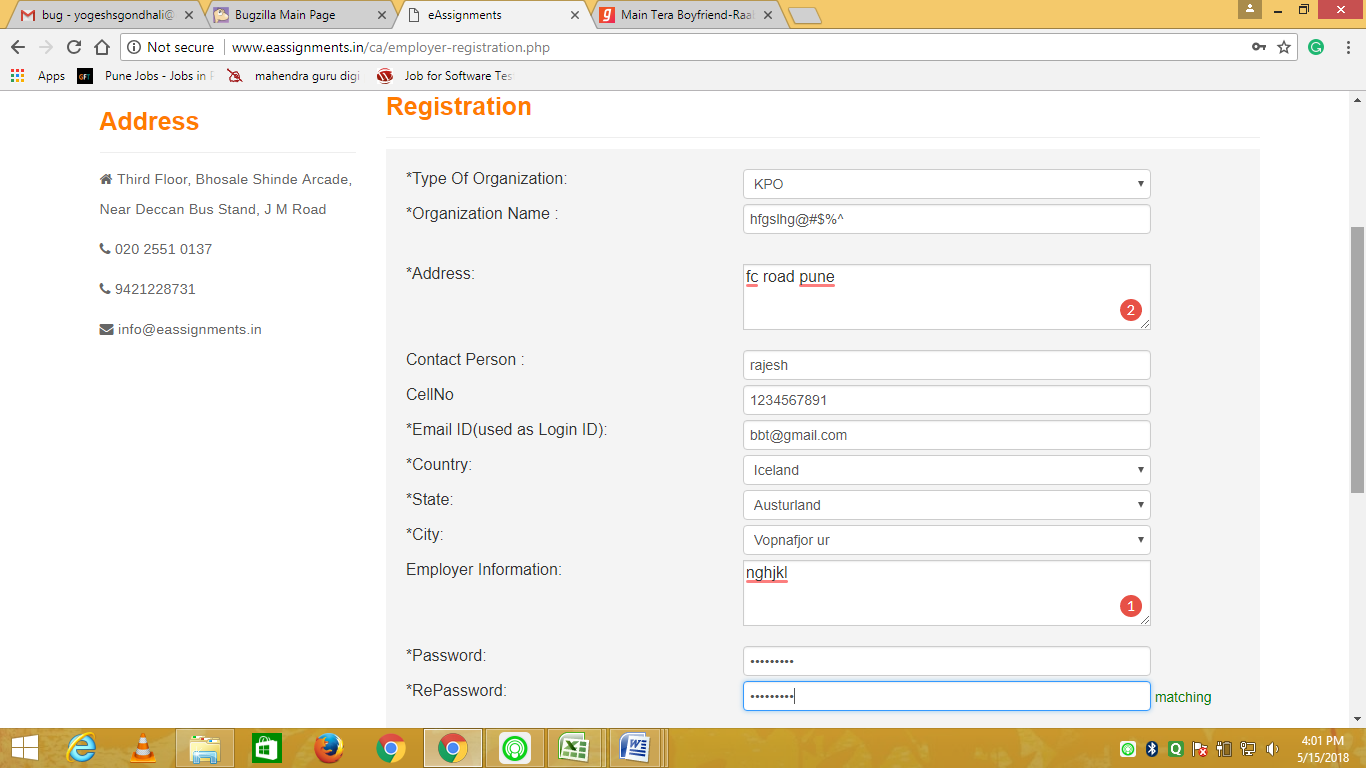 bug - yogeshsgondhali@
Bugzilla Main Page
eAssignments
Main Tera Boyfriend-Raa
Not secure
www.eassignments.in/ca/employer-registration.php
Apps
GF!
Pune Jobs - Jobs in
mahendra guru digi
Job for Software Tes
Address
Third Floor, Bhosale Shinde Arcade,
Near Deccan Bus Stand, J M Road
020 2551 0137
9421228731
info@eassignments.in
Registration
*Type Of Organization:
KPO
*Organization Name :
hfgslhg@#$%^
*Address:
fc road pune
2
Contact Person :
rajesh
CellNo
1234567891
*Email ID(used as Login ID):
bbt@gmail.com
*Country:
Iceland
*State:
Austurland
*City:
Vopnafjor ur
Employer Information:
nghjkl
1
*Password:
•••••••••
*RePassword:
•••••••••
matching
4:01 PM
5/15/2018